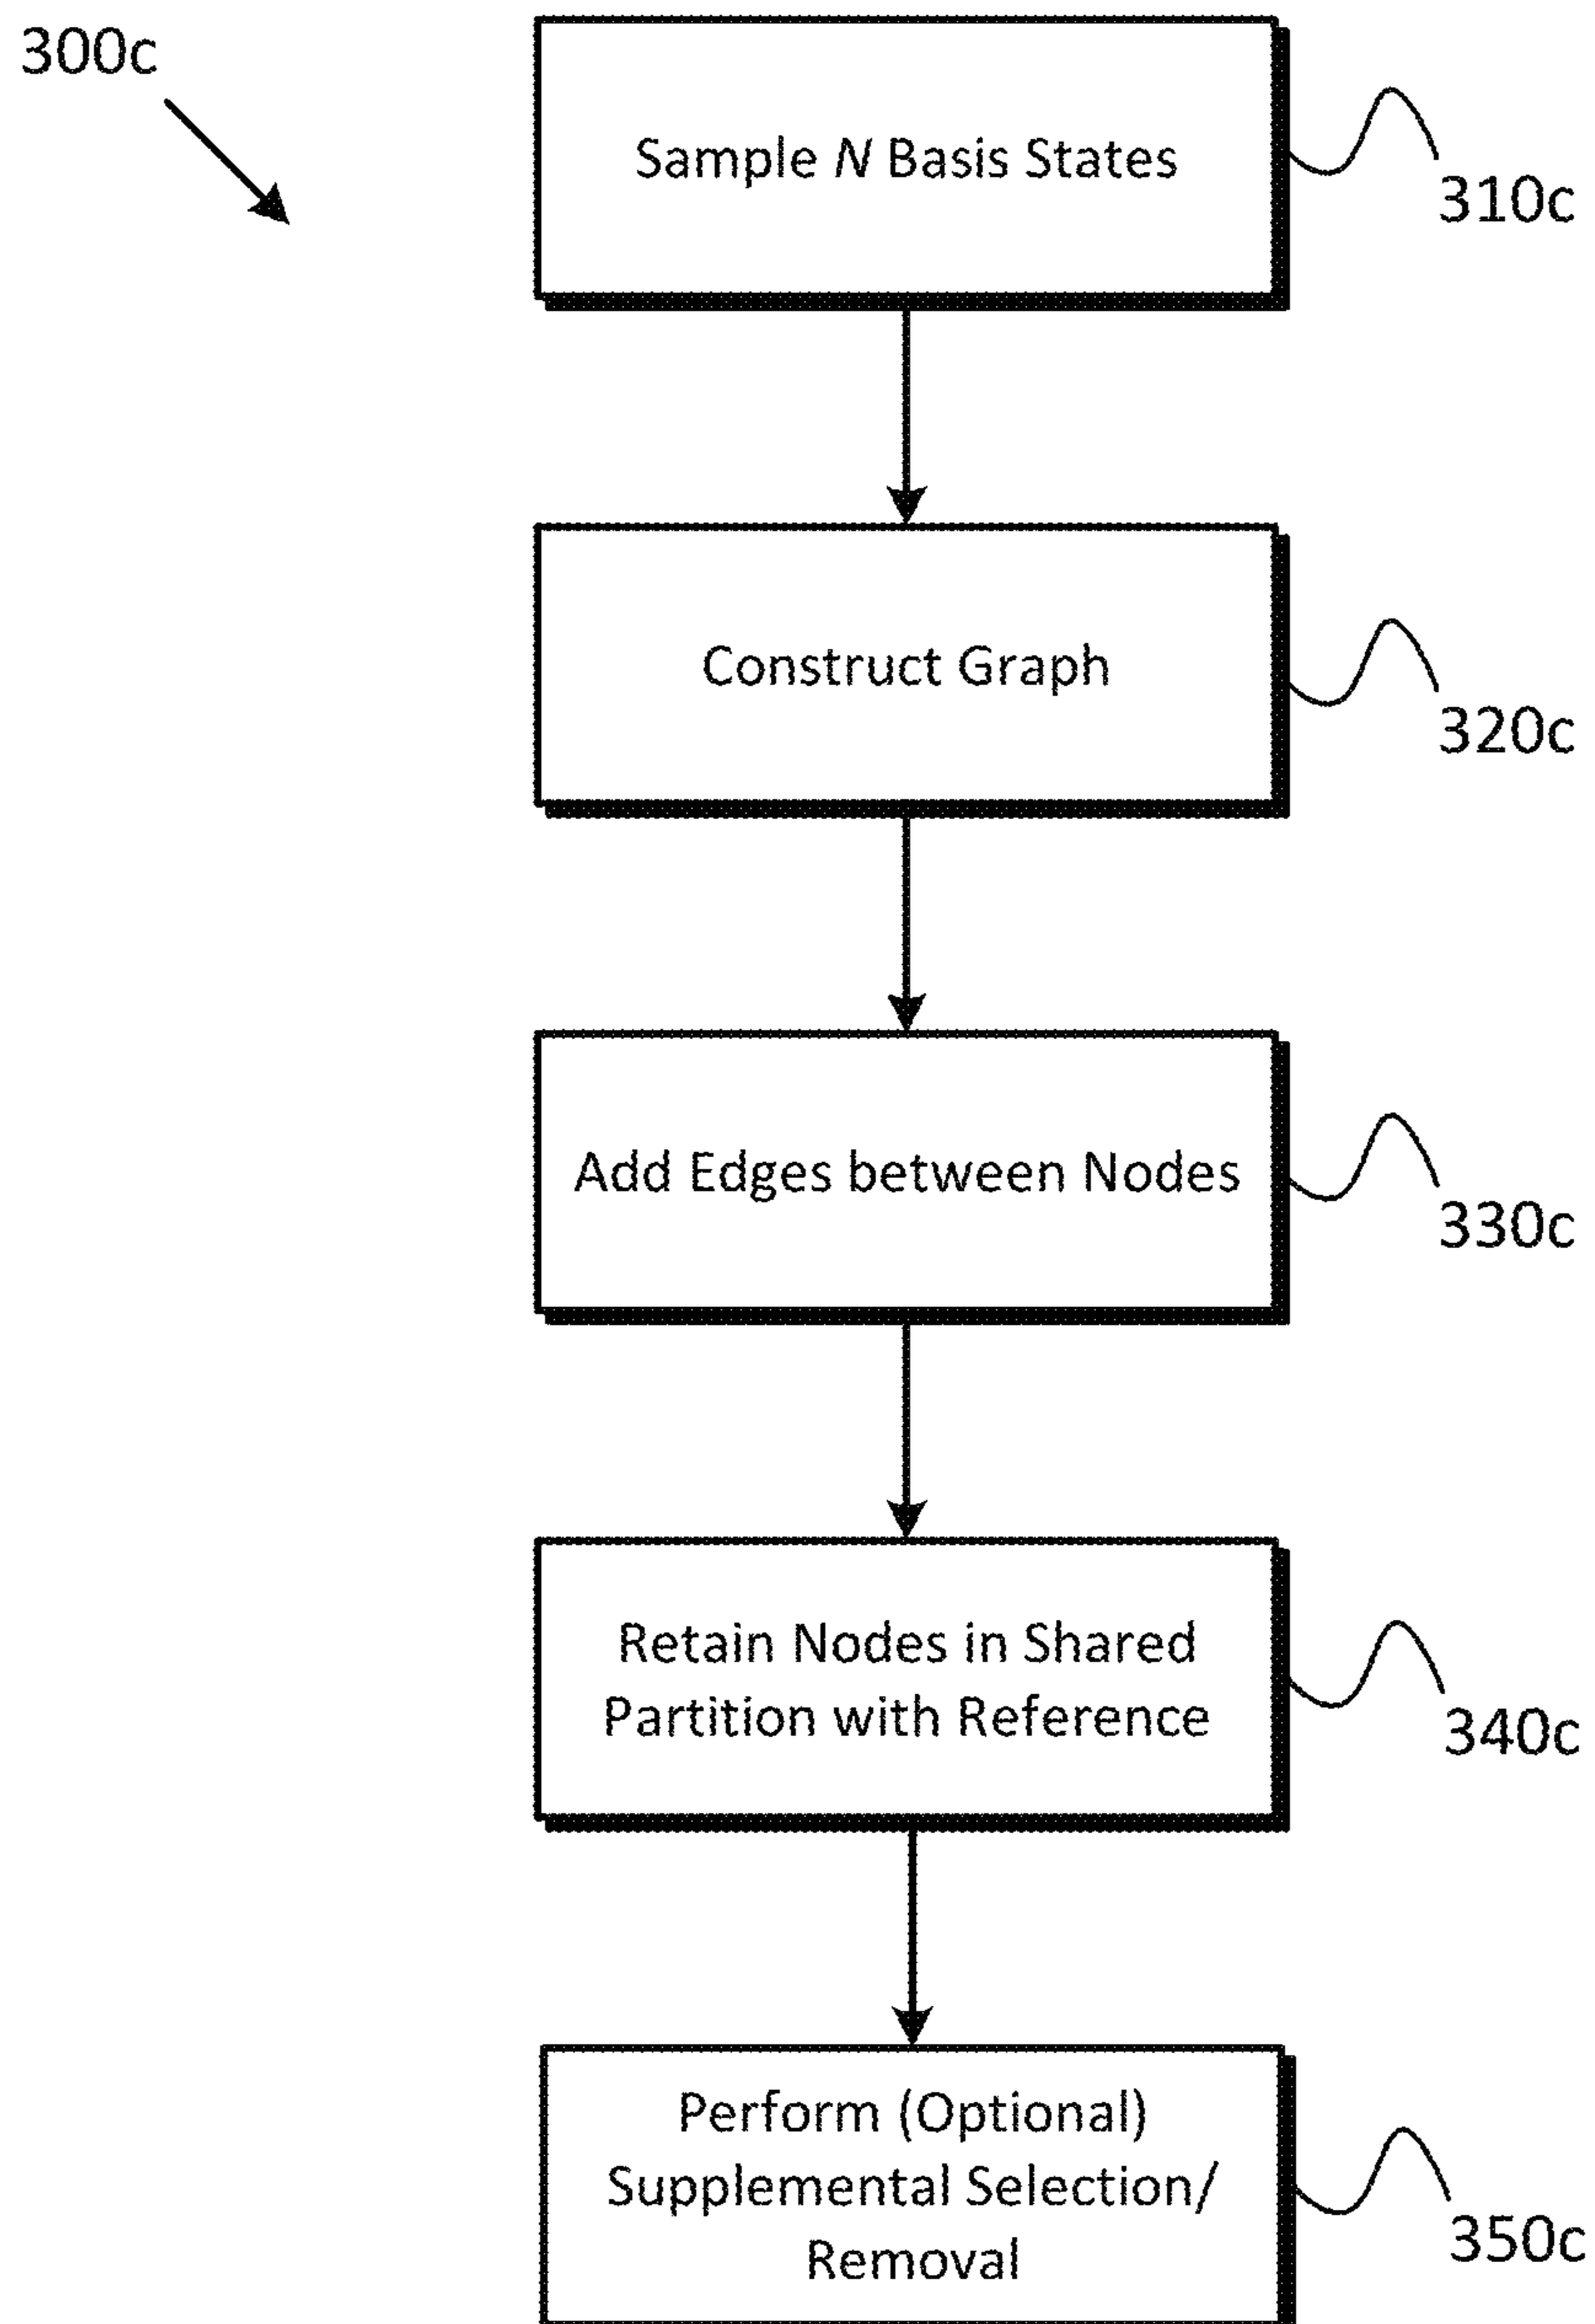 300c
Sample N Basis States
310c
Construct Graph
320c
Add Edges between Nodes
330c
Retain Nodes in Shared
Partition with Reference
340c
Perform (Optional)
Supplemental Selection/
Removal
350c